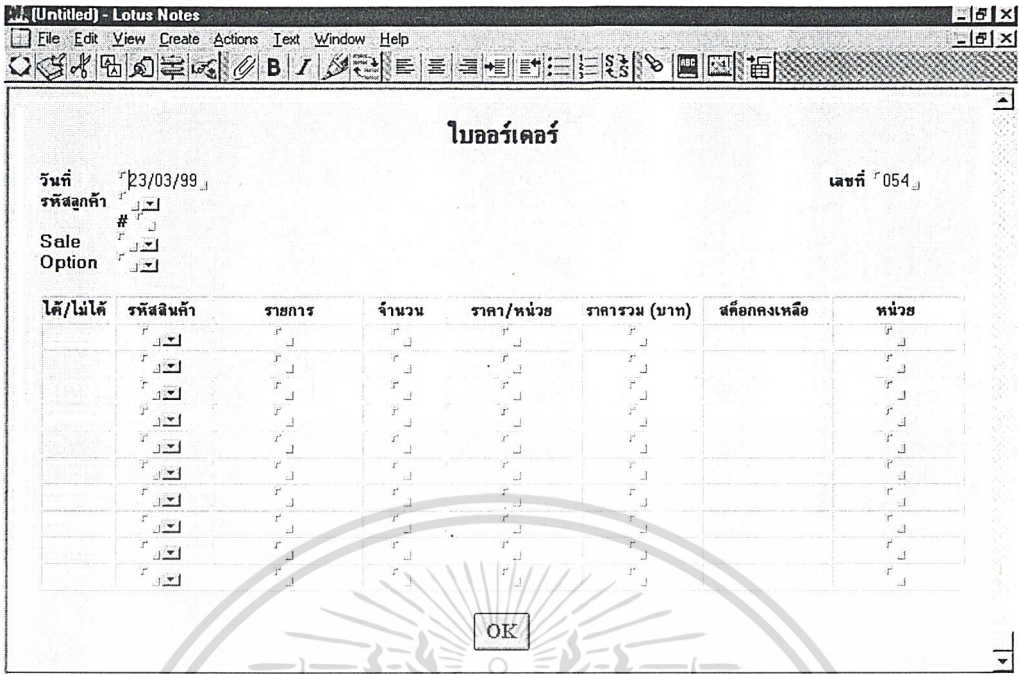 [Untitled] - Lotus Notes
File Edit View Create Actions Text Window Help
ใบออร์เดอร์
วันที่ 23/03/99 เลขที่ 054
รหัสลูกค้า
#
Sale
Option
ได้/ไม่ได้ รหัสสินค้า รายการ จำนวน ราคา/หน่วย ราคารวม (บาท) สต็อกคงเหลือ หน่วย
OK